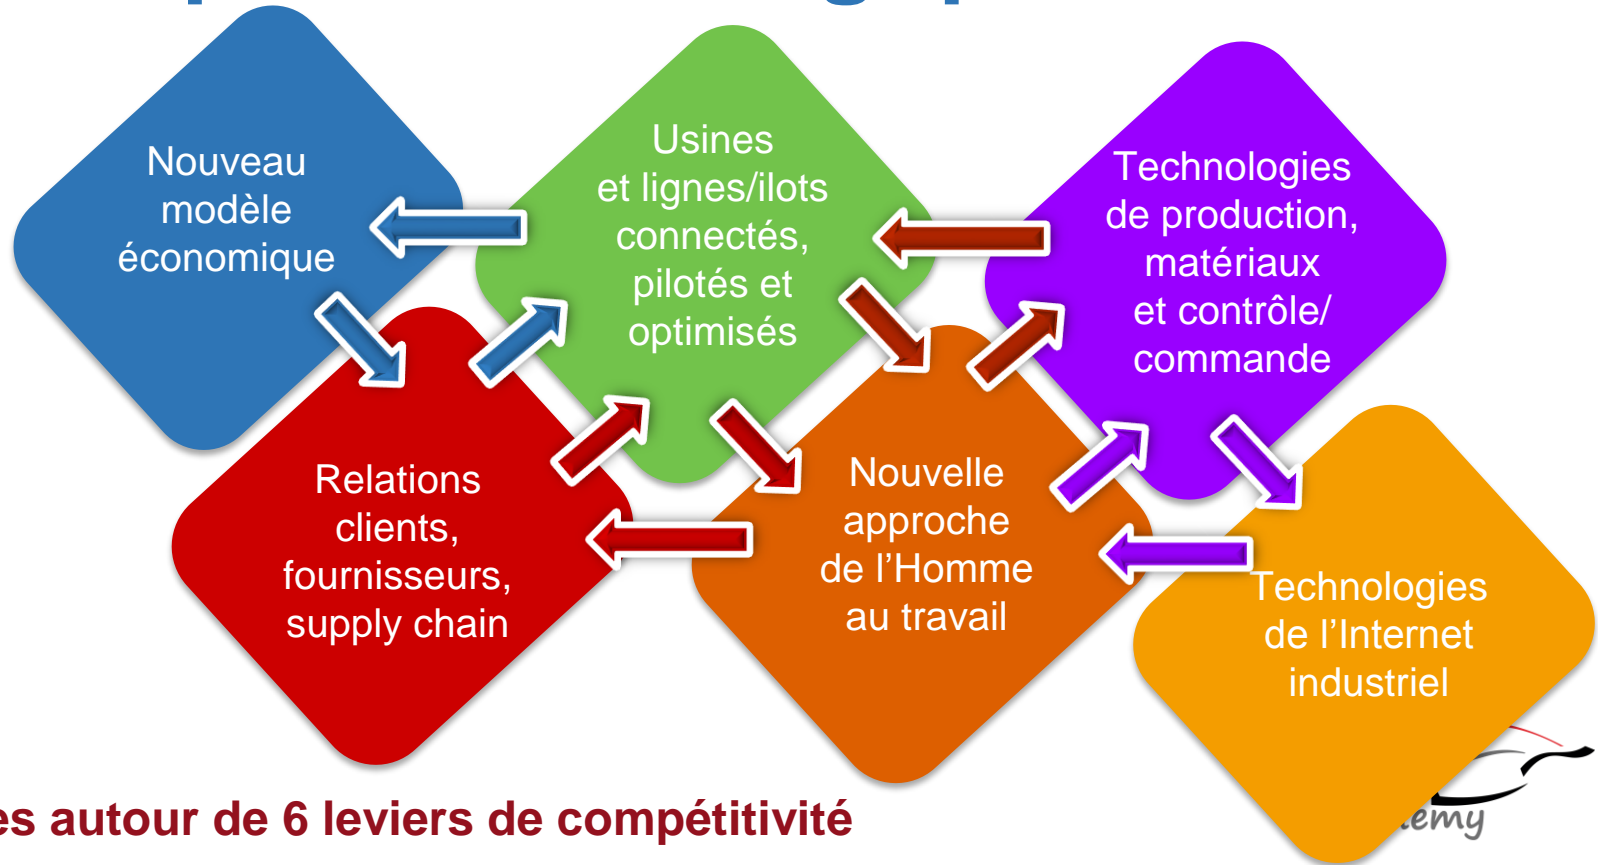 Nouveau
modèle
économique
Usines
et lignes/ilots
connectés,
pilotés et
optimisés
Technologies
de production,
matériaux
et contrôle/
commande
Relations
clients,
fournisseurs,
supply chain
Nouvelle
approche
de l’Homme
au travail
Technologies
de l’Internet
industriel
autour de 6 leviers de compétitivité